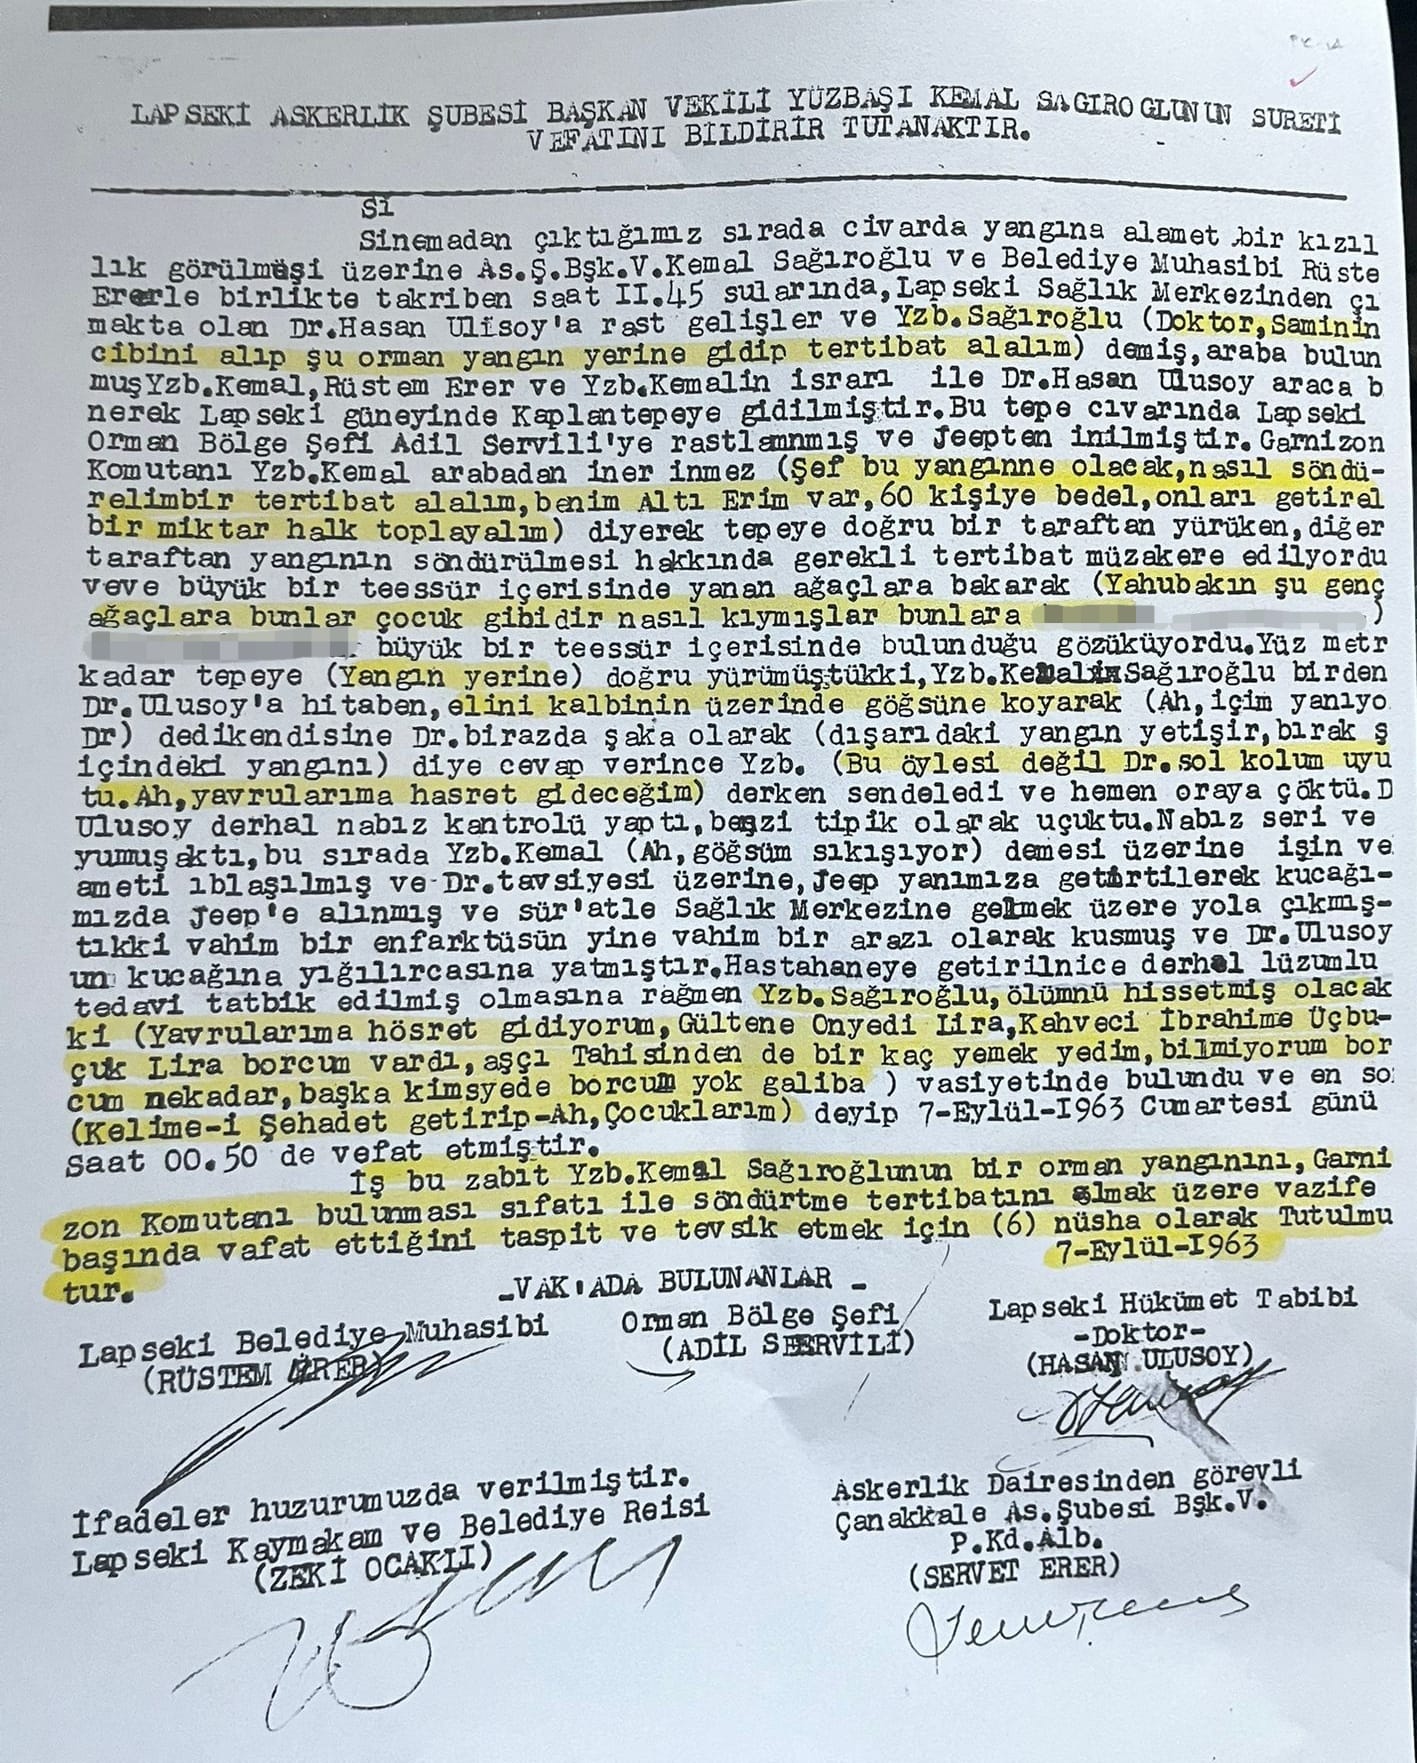 LAPSEKİ ASKERLİK ŞUBESİ BAŞKAN VEKİLİ YÜZBAŞI KEMAL SAGIROGLUNUN SURETİ
VEFATINI BİLDİRİR TUTANAKTIR.
Si
Sinemadan çıktığımız sırada civarda yangına alamet bir kızıl
lık görülmüşi üzerine As.Ş.Bşk.V.Kemal Sağıroğlu ve Belediye Muhasibi Rüste
Ererle birlikte takriben saat II.45 sularında,Lapseki Sağlık Merkezinden çı
makta olan Dr.Hasan Ulisoy'a rast gelişler ve Yzb.Sağıroğlu (Doktor,Saminin
cibini alıp şu orman yangın yerine gidip tertibat alalım) demiş,araba bulun
muşYzb.Kemal,Rüstem Erer ve Yzb.Kemalin israrı ile Dr.Hasan Ulusoy araca b
nerek Lapseki güneyinde Kaplantepeye gidilmiştir.Bu tepe cıvarında Lapseki
Orman Bölge Şefi Adil Servili'ye rastlanmış ve Jeepten inilmiştir.Garnizon
Komutanı Yzb.Kemal arabadan iner inmez (Şef bu yangınne olacak,nasıl söndü-
relimbir tertibat alalım,benim Altı Erim var,60 kişiye bedel,onları getirel
bir miktar halk toplayalım) diyerek tepeye doğru bir taraftan yürüken,diğer
taraftan yangının söndürülmesi hakkında gerekli tertibat müzakere edilyordu
veve büyük bir teessür içerisinde yanan ağaçlara bakarak (Yahubakın şu genç
ağaçlara bunlar çocuk gibidir nasıl kıymışlar bunlara )
büyük bir teessür içerisinde bulunduğu gözüküyordu.Yüz metr
kadar tepeye (Yangın yerine) doğru yürümüştükki,Yzb.Kemal Sağıroğlu birden
Dr.Ulusoy'a hitaben,elini kalbinin üzerinde göğsüne koyarak (Ah,içim yanıyo
Dr) dedikendisine Dr.birazda şaka olarak (dışarıdaki yangın yetişir,bırak ş
içindeki yangını) diye cevap verince Yzb. (Bu öylesi değil Dr.sol kolum uyu
tu.Ah,yavrularıma hasret gideceğim) derken sendeledi ve hemen oraya çöktü.D
Ulusoy derhal nabız kantrolü yaptı,benzi tipik olarak uçuktu.Nabız seri ve
yumuşaktı,bu sırada Yzb.Kemal (Ah,göğsüm sıkışıyor) demesi üzerine işin ve
ameti ıblaşılmış ve Dr.tavsiyesi üzerine,Jeep yanımıza getirtilerek kucağı-
mızda Jeep'e alınmış ve sür'atle Sağlık Merkezine gelmek üzere yola çıkmış-
tıkki vahim bir enfarktüsün yine vahim bir arazı olarak kusmuş ve Dr.Ulusoy
un kucağına yığılırcasına yatmıştır.Hastahaneye getirilnice derhal lüzumlu
tedavi tatbik edilmiş olmasına rağmen Yzb.Sağıroğlu,ölümnü hissetmiş olacak
ki (Yavrularıma hösret gidiyorum,Gültene Onyedi Lira,Kahveci İbrahime Üçbu-
çuk Lira borcum vardı,aşçı Tahisinden de bir kaç yemek yedim,bilmiyorum bor
cum nekadar,başka kimsyede borcum yok galiba ) vasiyetinde bulundu ve en so
(Kelime-i Şehadet getirip-Ah,Çocuklarım) deyip 7-Eylül-I963 Cumartesi günü
Saat 00.50 de vefat etmiştir.
İş bu zabıt Yzb.Kemal Sağıroğlunun bir orman yangınını,Garni
zon Komutanı bulunması sıfatı ile söndürtme tertibatını almak üzere vazife
başında vafat ettiğini taspit ve tevsik etmek için (6) nüsha olarak Tutulmu
tur.
7-Eylül-I963
-VAK'ADA BULUNANLAR -
Lapseki Belediye Muhasibi
(RÜSTEM ERER)
Orman Bölge Şefi
(ADİL SERVİLİ)
Lapseki Hükümet Tabibi
-Doktor-
(HASAN ULUSOY)
İfadeler huzurumuzda verilmiştir.
Lapseki Kaymakam ve Belediye Reisi
(ZEKİ OCAKLI)
Askerlik Dairesinden görevli
Çanakkale As.Şubesi Bşk.V.
P.Kd.Alb.
(SERVET ERER)